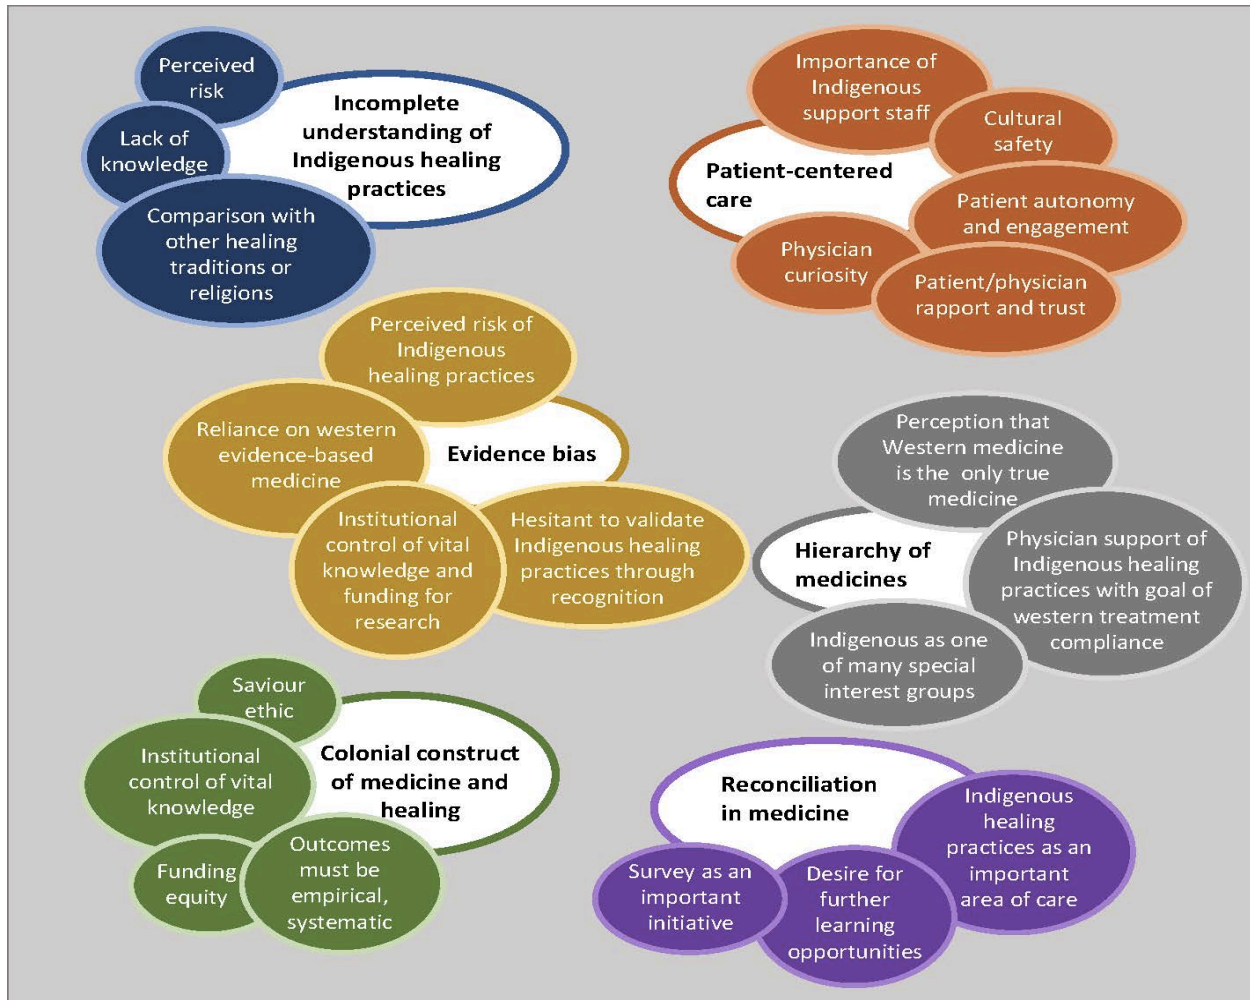 Perceived
risk
Lack of
knowledge
Comparison with
other healing
traditions or
religions
Incomplete
understanding of
Indigenous healing
practices
Importance of
Indigenous
support staff
Cultural
safety
Patient autonomy
and engagement
Patient/physician
rapport and trust
Physician
curiosity
Patient-centered
care
Perceived risk of
Indigenous
healing practices
Reliance on western
evidence-based
medicine
Institutional
control of vital
knowledge and
funding for
research
Hesitant to validate
Indigenous healing
practices through
recognition
Evidence bias
Perception that
Western medicine
is the only true
medicine
Physician support of
Indigenous healing
practices with goal of
western treatment
compliance
Indigenous as one
of many special
interest groups
Hierarchy of
medicines
Saviour
ethic
Institutional
control of vital
knowledge
Funding
equity
Outcomes
must be
empirical,
systematic
Colonial construct
of medicine and
healing
Reconciliation
in medicine
Survey as an
important
initiative
Desire for
further
learning
opportunities
Indigenous
healing
practices as an
important
area of care